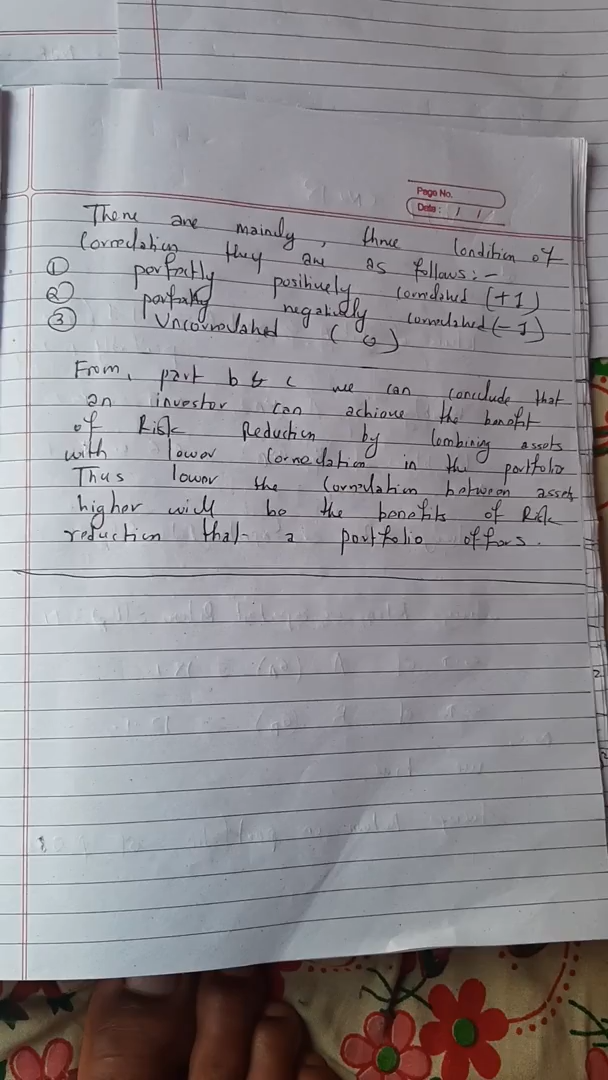 Page No.
Date : / /
There are mainly, three Condition of
Correlation they are as follows:-
① perfectly positively correlated (+1)
② perfectly negatively correlated (-1)
③ Uncorrelated (0)
From, part b & c we can conclude that
an investor can achieve the benefit
of Risk Reduction by Combining assets
with lower Correlation in the portfolio
Thus lower the Correlation between assets
higher will be the benefits of Risk
reduction that a portfolio offers.